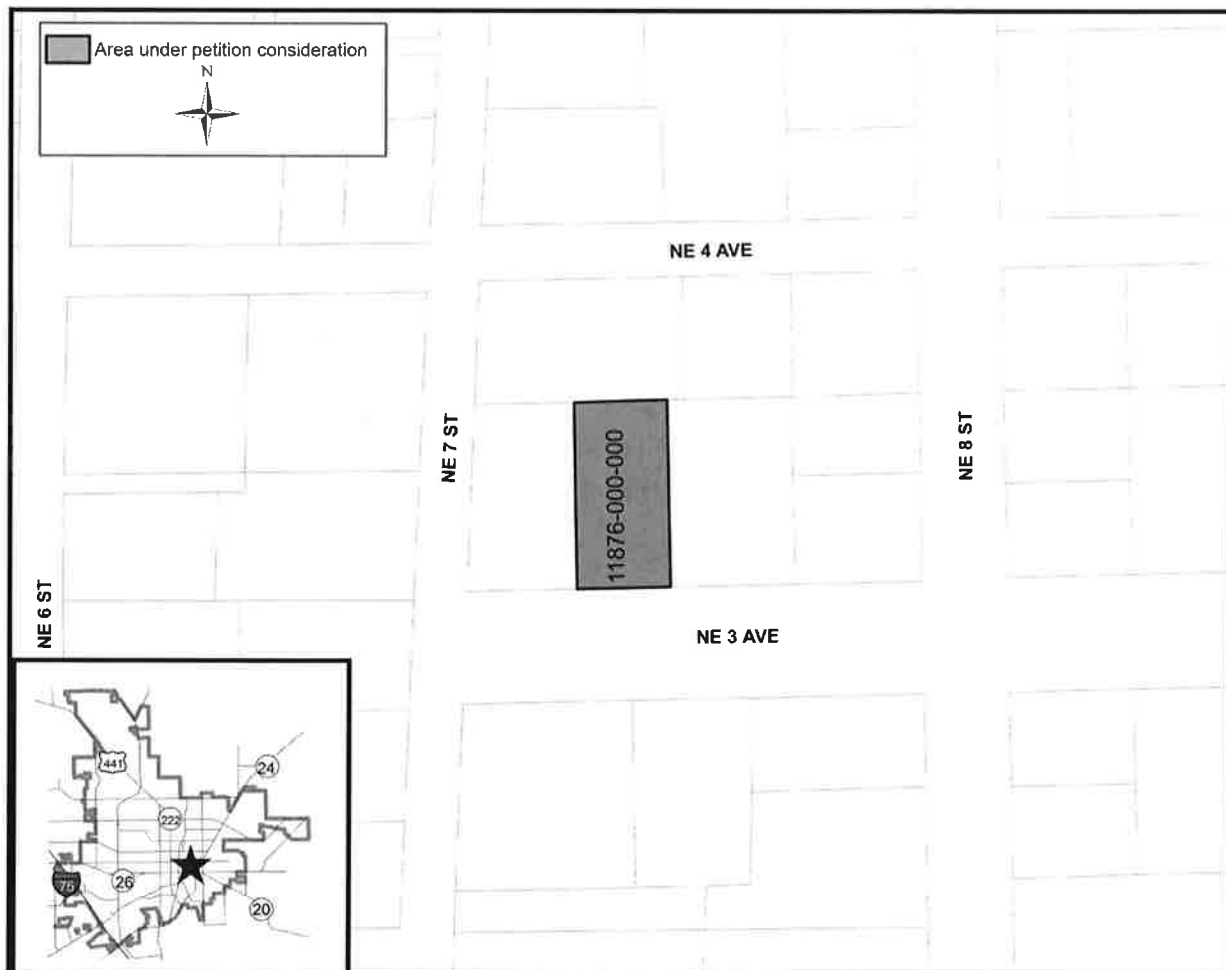 Area under petition consideration
N
NE 4 AVE
NE 7 ST
NE 8 ST
11876-000-000
NE 6 ST
NE 3 AVE
441
24
222
75
26
20